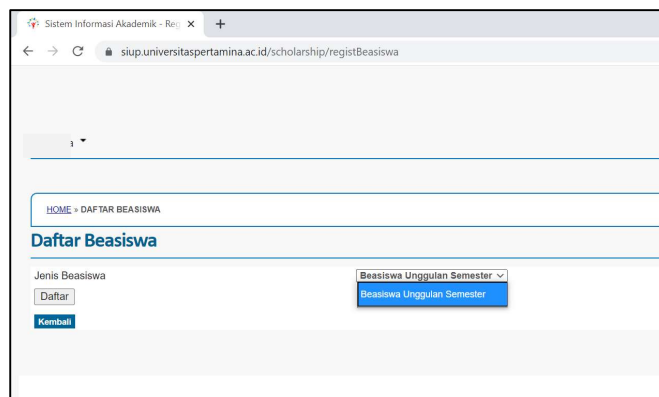 Sistem Informasi Akademik - Reg
siup.universitaspertamina.ac.id/scholarship/registBeasiswa
a
HOME » DAFTAR BEASISWA
Daftar Beasiswa
Jenis Beasiswa
Beasiswa Unggulan Semester
Daftar
Beasiswa Unggulan Semester
Kembali